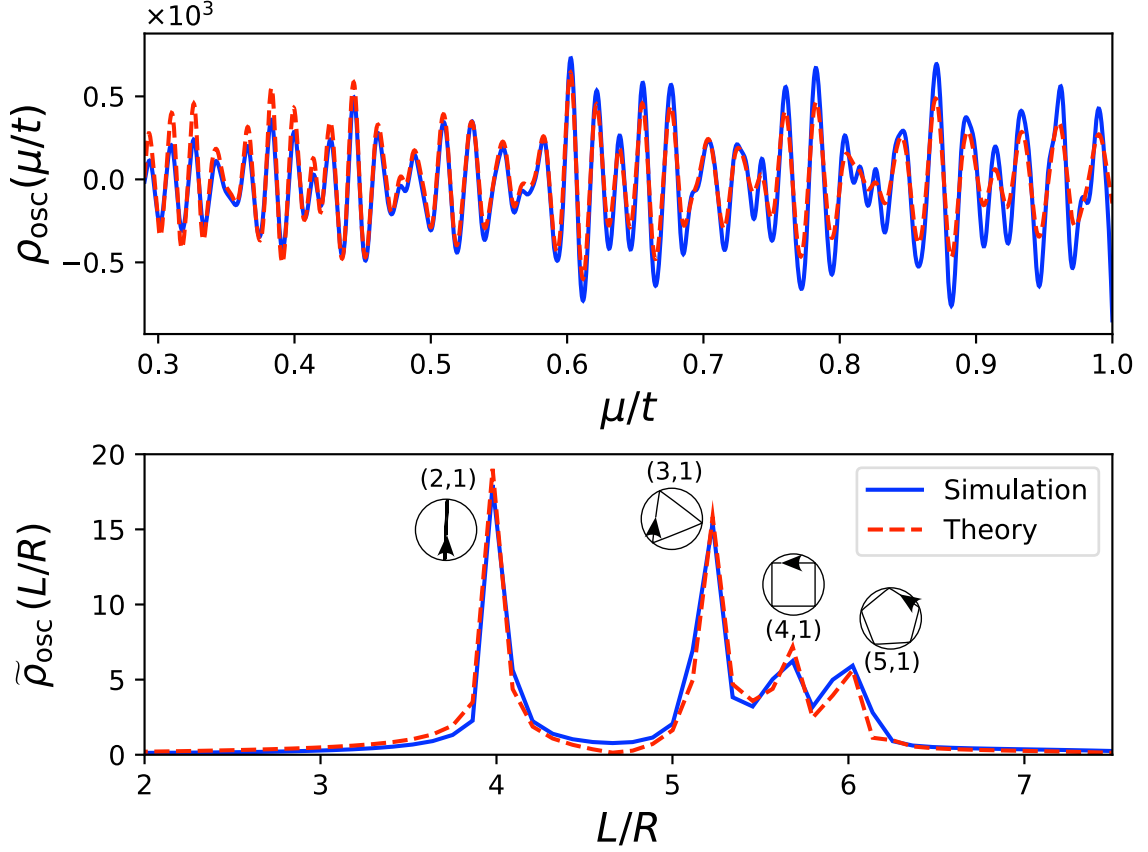 ×10³
ρosc(μ/t)
0.5
0.0
−0.5
0.3 0.4 0.5 0.6 0.7 0.8 0.9 1.0
μ/t
ρ̃osc (L/R)
20
15
10
5
0
(2,1)
(3,1)
(4,1)
(5,1)
Simulation
Theory
2 3 4 5 6 7
L/R